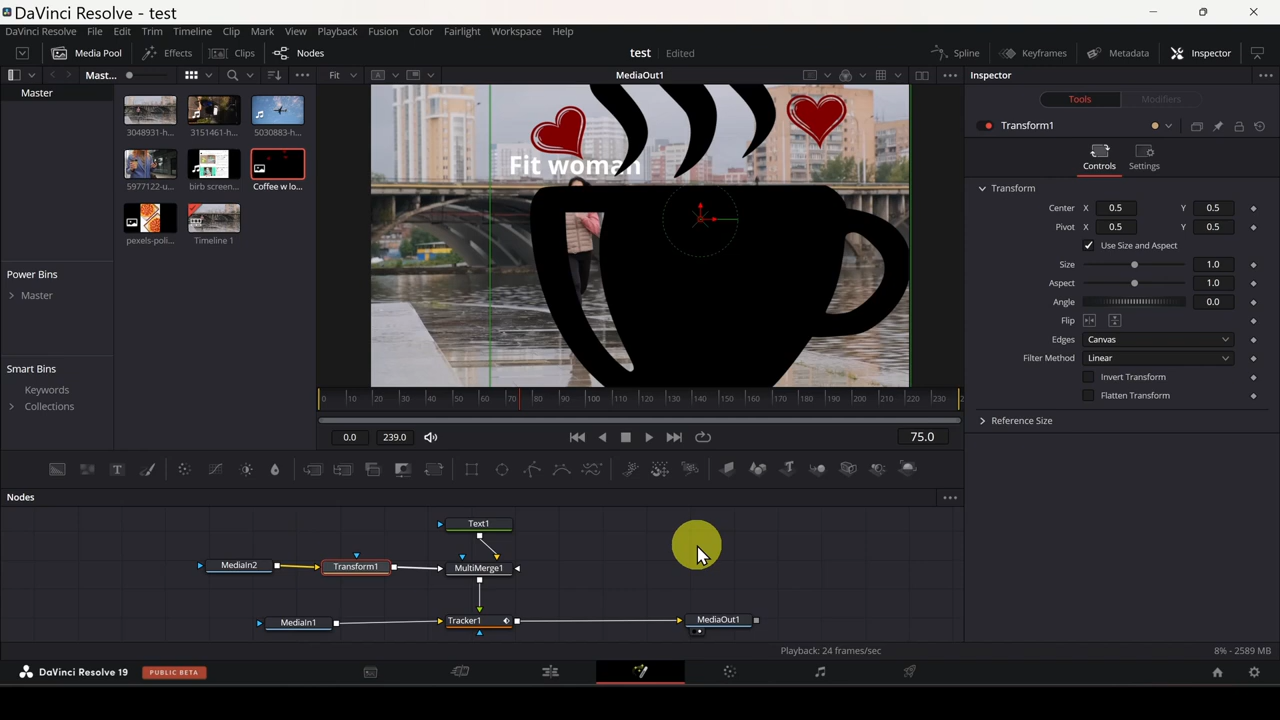 DaVinci Resolve - test
DaVinci Resolve File Edit Trim Timeline Clip Mark View Playback Fusion Color Fairlight Workspace Help
Media Pool Effects Clips Nodes test Edited Spline Keyframes Metadata Inspector
Mast... Fit MediaOut1 Inspector
Master
Tools Modifiers
3048931-h... 3151461-h... 5030883-h...
Transform1
5977122-u... birb screen... Coffee w lo...
Controls Settings
pexels-poli... Timeline 1
Fit woman
Transform
Center X 0.5 Y 0.5
Pivot X 0.5 Y 0.5
Use Size and Aspect
Size 1.0
Aspect 1.0
Angle 0.0
Flip
Edges Canvas
Filter Method Linear
Invert Transform
Flatten Transform
Reference Size
Power Bins
Master
Smart Bins
Keywords
Collections
0 10 20 30 40 50 60 70 80 90 100 110 120 130 140 150 160 170 180 190 200 210 220 230
0.0 239.0 75.0
Nodes
Text1
MediaIn2 Transform1 MultiMerge1
MediaIn1 Tracker1 MediaOut1
Playback: 24 frames/sec 8% - 2589 MB
DaVinci Resolve 19 PUBLIC BETA